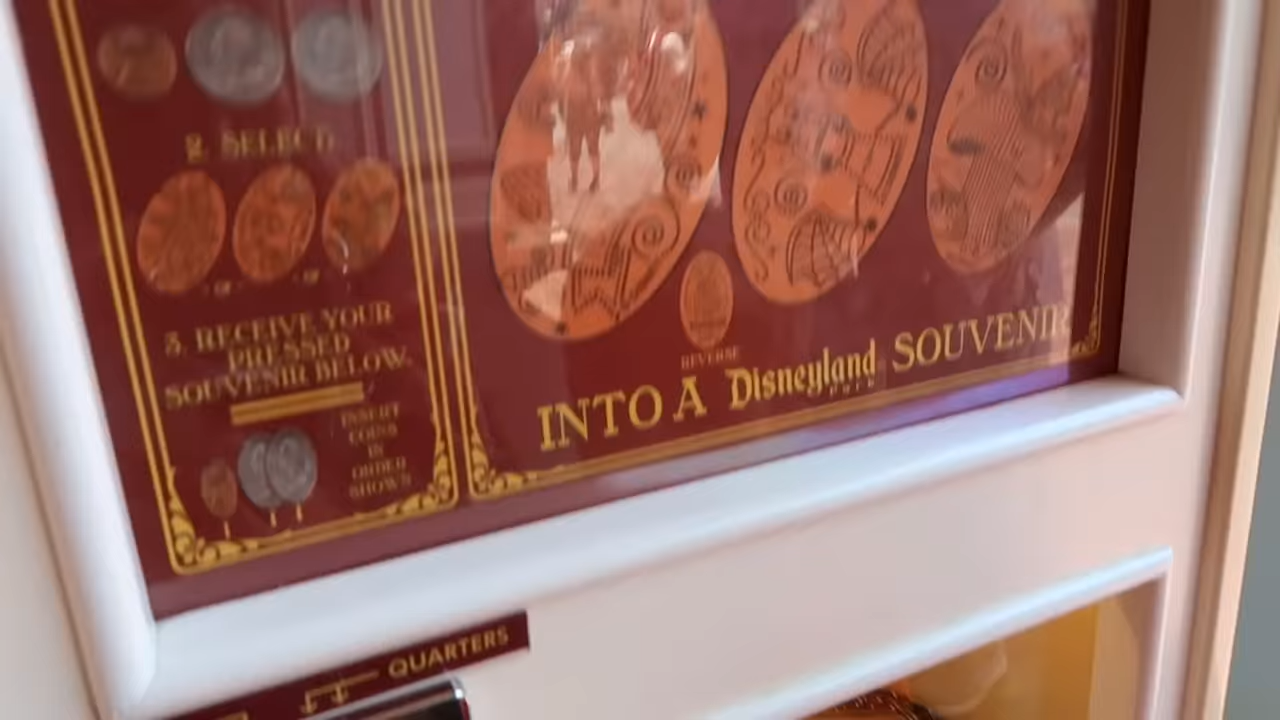 2. SELECT.
3. RECEIVE YOUR
PRESSED
SOUVENIR BELOW.
INSERT
COINS
IN
ORDER
SHOWN
REVERSE
INTO A Disneyland SOUVENIR
QUARTERS